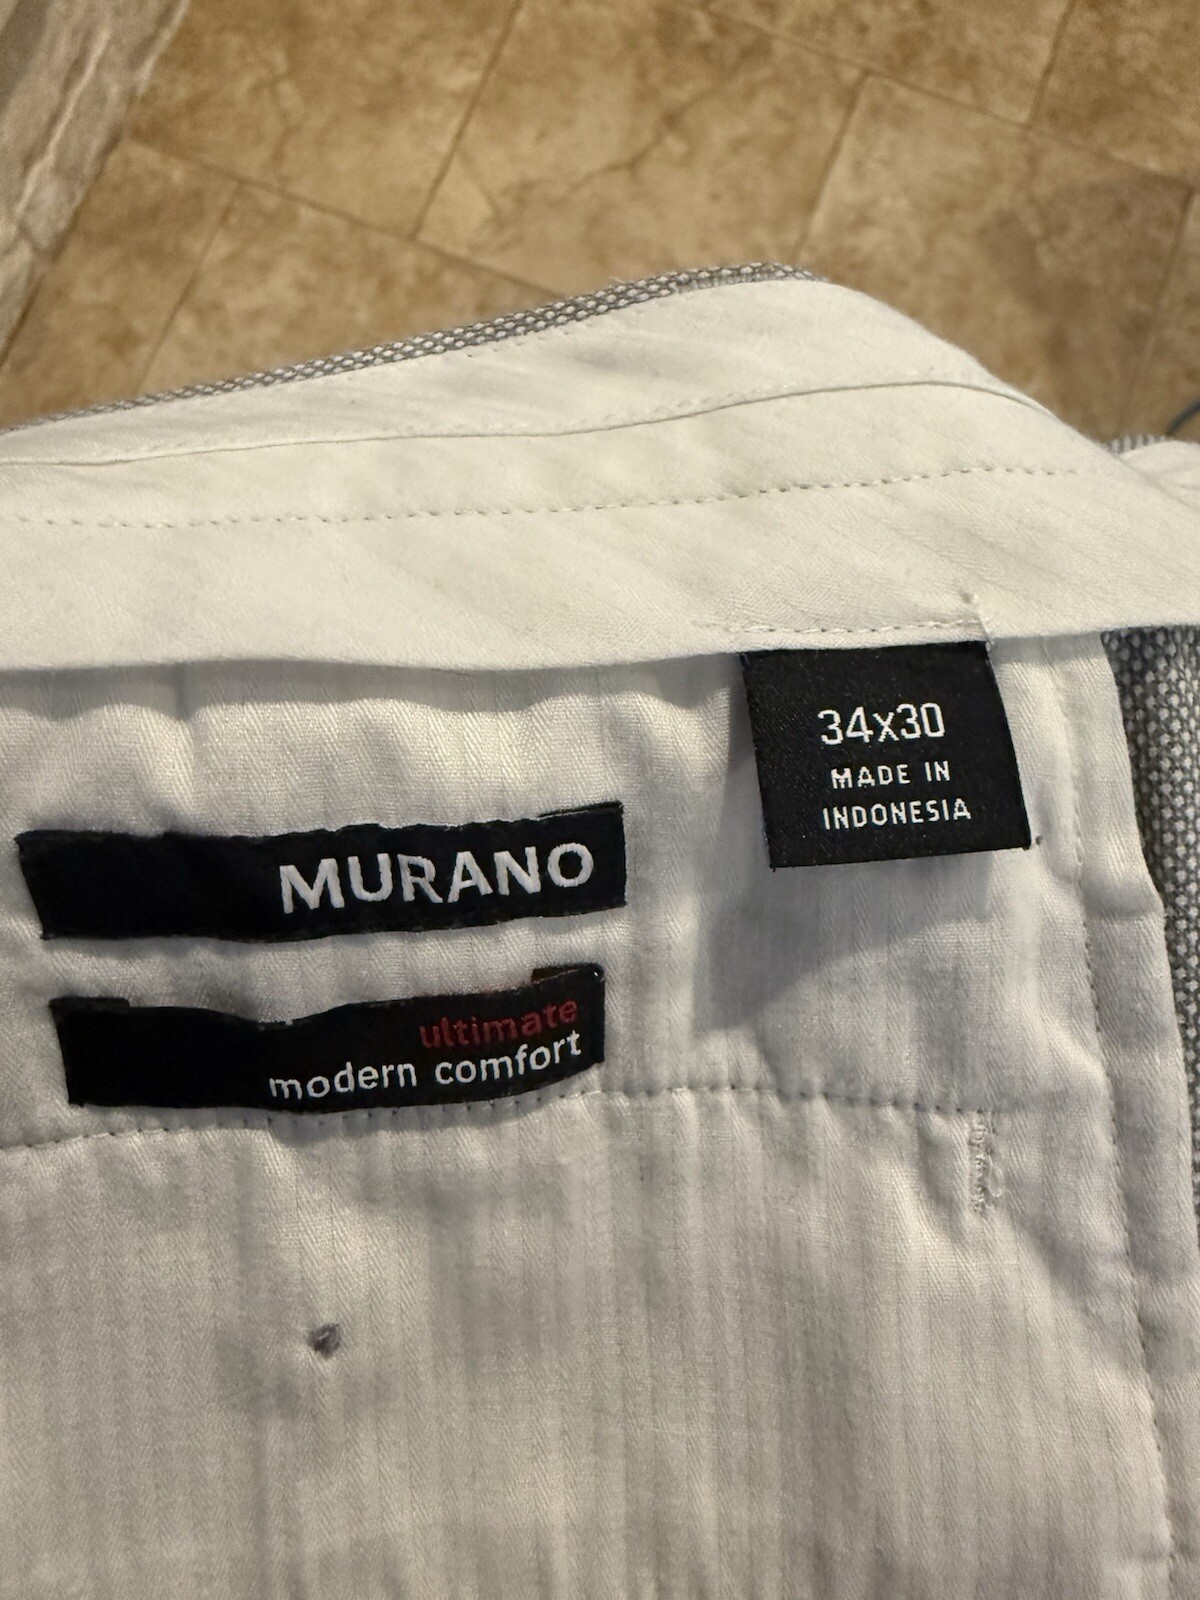 34x30
MADE IN
INDONESIA
MURANO
ultimate
modern comfort